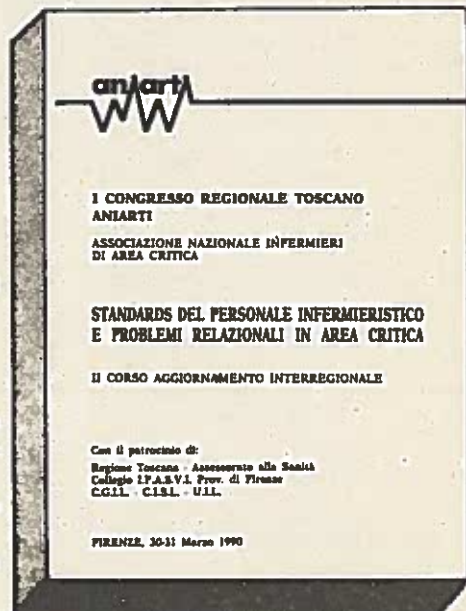 aniarti
I CONGRESSO REGIONALE TOSCANO
ANIARTI
ASSOCIAZIONE NAZIONALE INFERMIERI
DI AREA CRITICA
STANDARDS DEL PERSONALE INFERMIERISTICO
E PROBLEMI RELAZIONALI IN AREA CRITICA
II CORSO AGGIORNAMENTO INTERREGIONALE
Con il patrocinio di:
Regione Toscana - Assessorato alla Sanità
Collegio I.P.A.S.V.I. Prov. di Firenze
C.G.I.L. - C.I.S.L. - U.I.L.
FIRENZE, 30-31 Marzo 1990